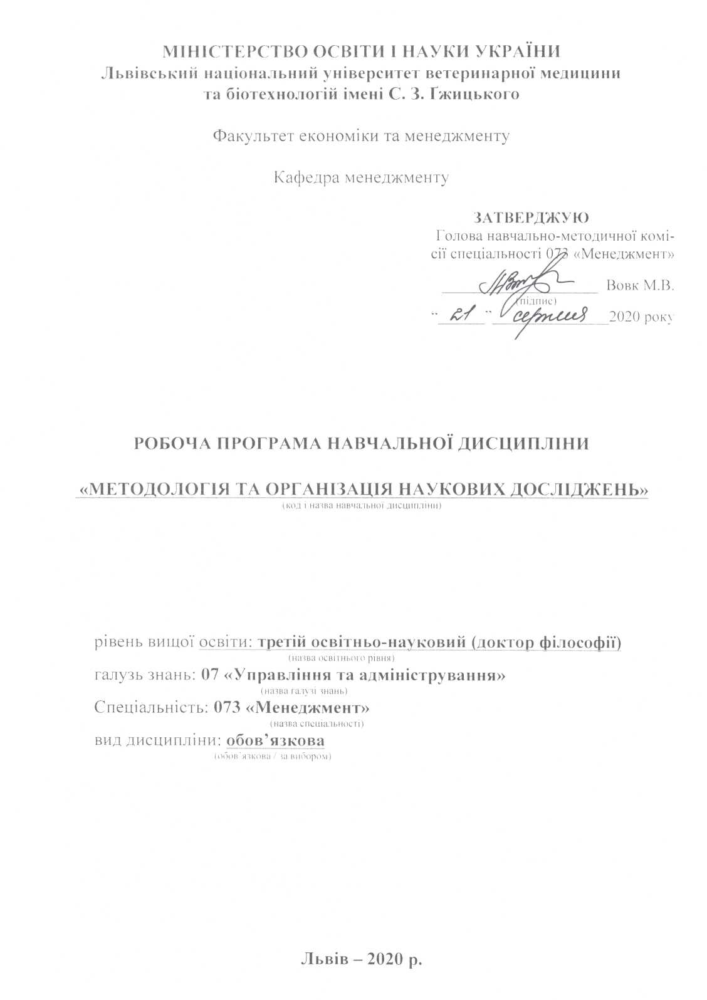 МІНІСТЕРСТВО ОСВІТИ І НАУКИ УКРАЇНИ
Львівський національний університет ветеринарної медицини
та біотехнологій імені С. З. Ґжицького
Факультет економіки та менеджменту
Кафедра менеджменту
ЗАТВЕРДЖУЮ
Голова навчально-методичної комі-
сії спеціальності 073 «Менеджмент»
Вовк М.В.
(підпис)
“ 21 ” серпня 2020 року
РОБОЧА ПРОГРАМА НАВЧАЛЬНОЇ ДИСЦИПЛІНИ
«МЕТОДОЛОГІЯ ТА ОРГАНІЗАЦІЯ НАУКОВИХ ДОСЛІДЖЕНЬ»
(код і назва навчальної дисципліни)
рівень вищої освіти: третій освітньо-науковий (доктор філософії)
(назва освітнього рівня)
галузь знань: 07 «Управління та адміністрування»
(назва галузі знань)
Спеціальність: 073 «Менеджмент»
(назва спеціальності)
вид дисципліни: обов’язкова
(обов’язкова / за вибором)
Львів – 2020 р.